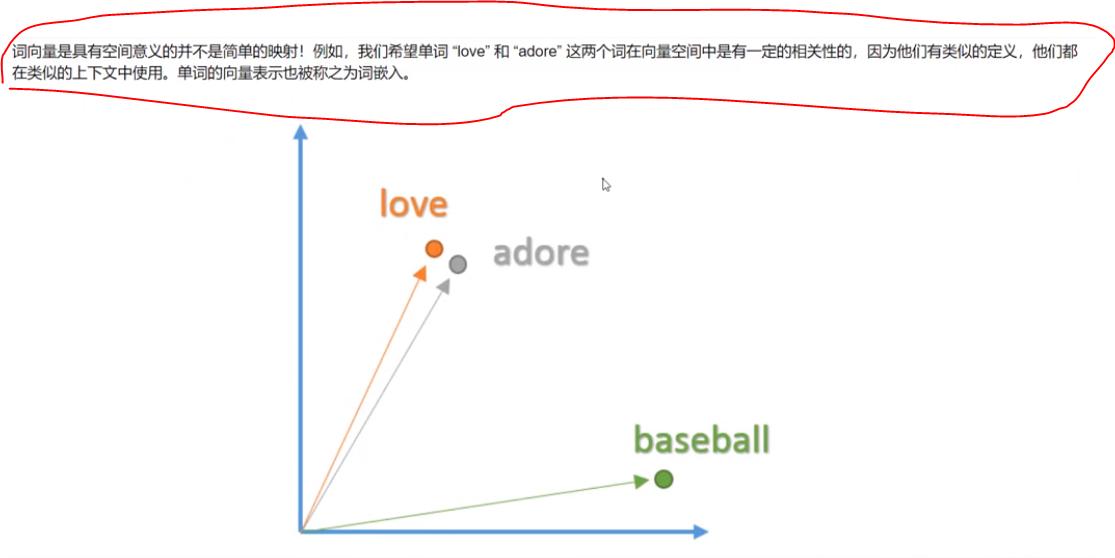 词向量是具有空间意义的并不是简单的映射！例如，我们希望单词 “love” 和 “adore” 这两个词在向量空间中是有一定的相关性的，因为他们有类似的定义，他们都
在类似的上下文中使用。单词的向量表示也被称之为词嵌入。
love
adore
baseball